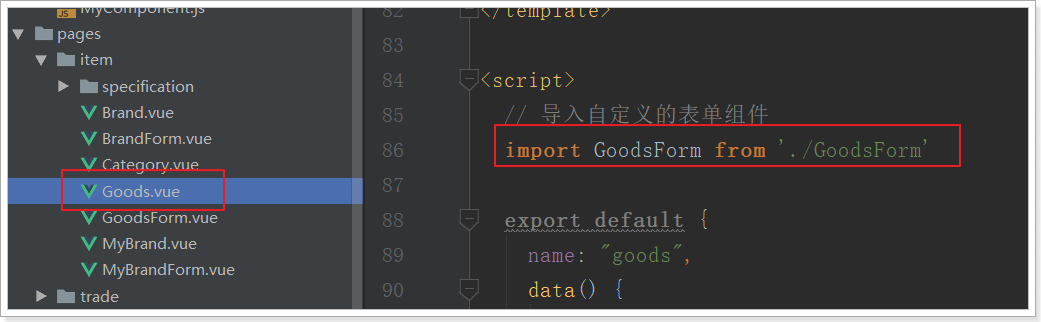 MyComponent.js
pages
item
specification
Brand.vue
BrandForm.vue
Category.vue
Goods.vue
GoodsForm.vue
MyBrand.vue
MyBrandForm.vue
trade
82 </template>
83
84 <script>
85 // 导入自定义的表单组件
86 import GoodsForm from './GoodsForm'
87
88 export default {
89 name: "goods",
90 data() {